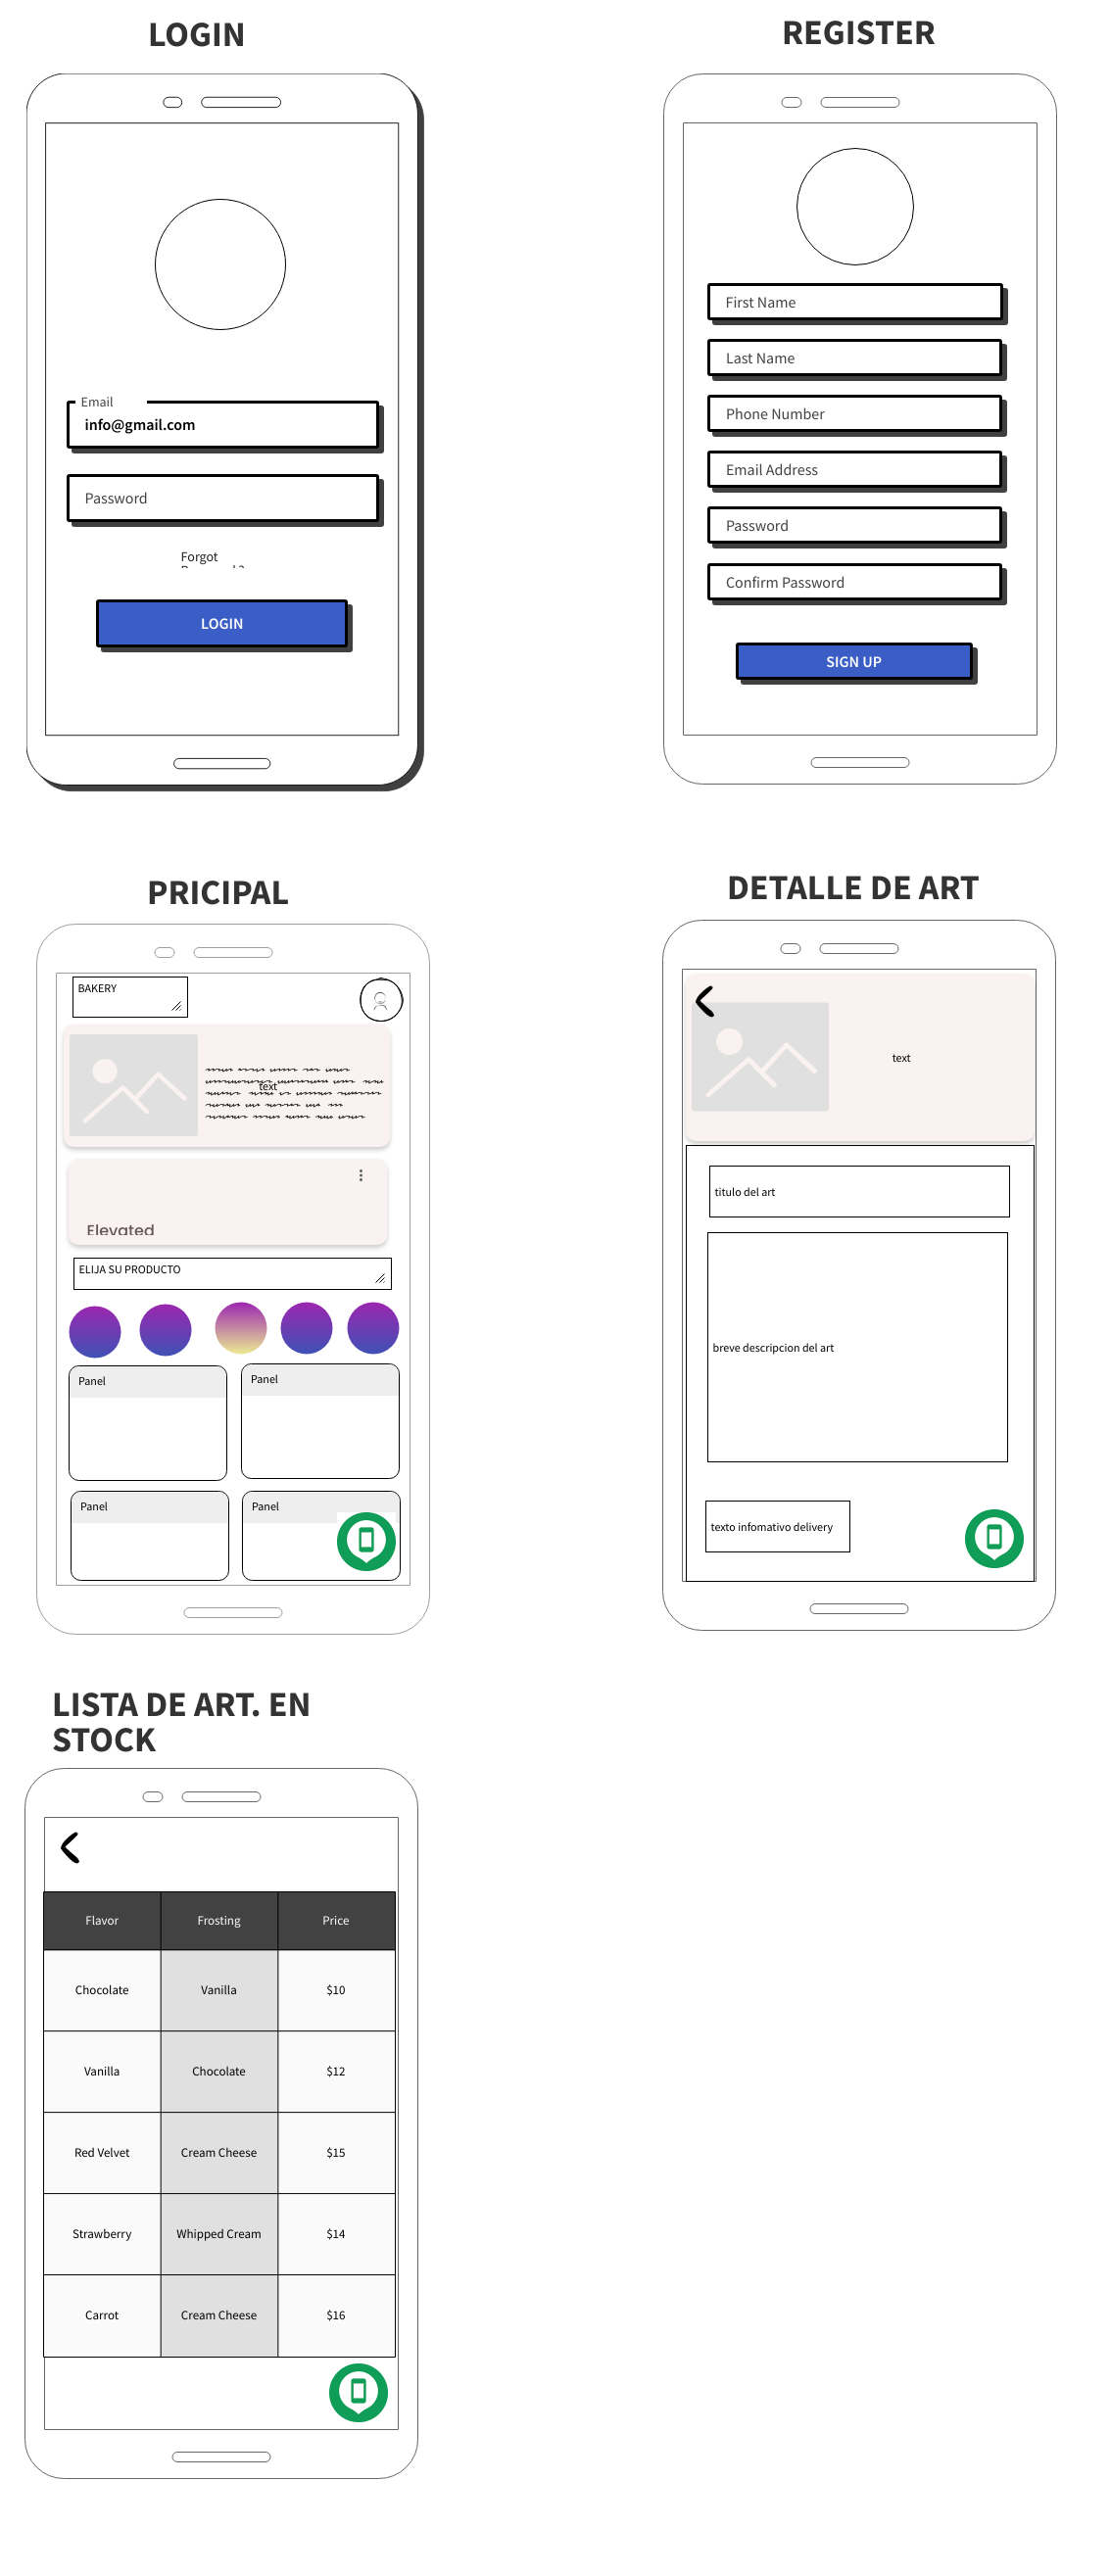 LOGIN
Email
info@gmail.com
Password
Forgot
LOGIN
REGISTER
First Name
Last Name
Phone Number
Email Address
Password
Confirm Password
SIGN UP
PRICIPAL
BAKERY
text
Elevated
ELIJA SU PRODUCTO
Panel
Panel
Panel
Panel
DETALLE DE ART
text
titulo del art
breve descripcion del art
texto infomativo delivery
LISTA DE ART. EN
STOCK
Flavor Frosting Price
Chocolate Vanilla $10
Vanilla Chocolate $12
Red Velvet Cream Cheese $15
Strawberry Whipped Cream $14
Carrot Cream Cheese $16